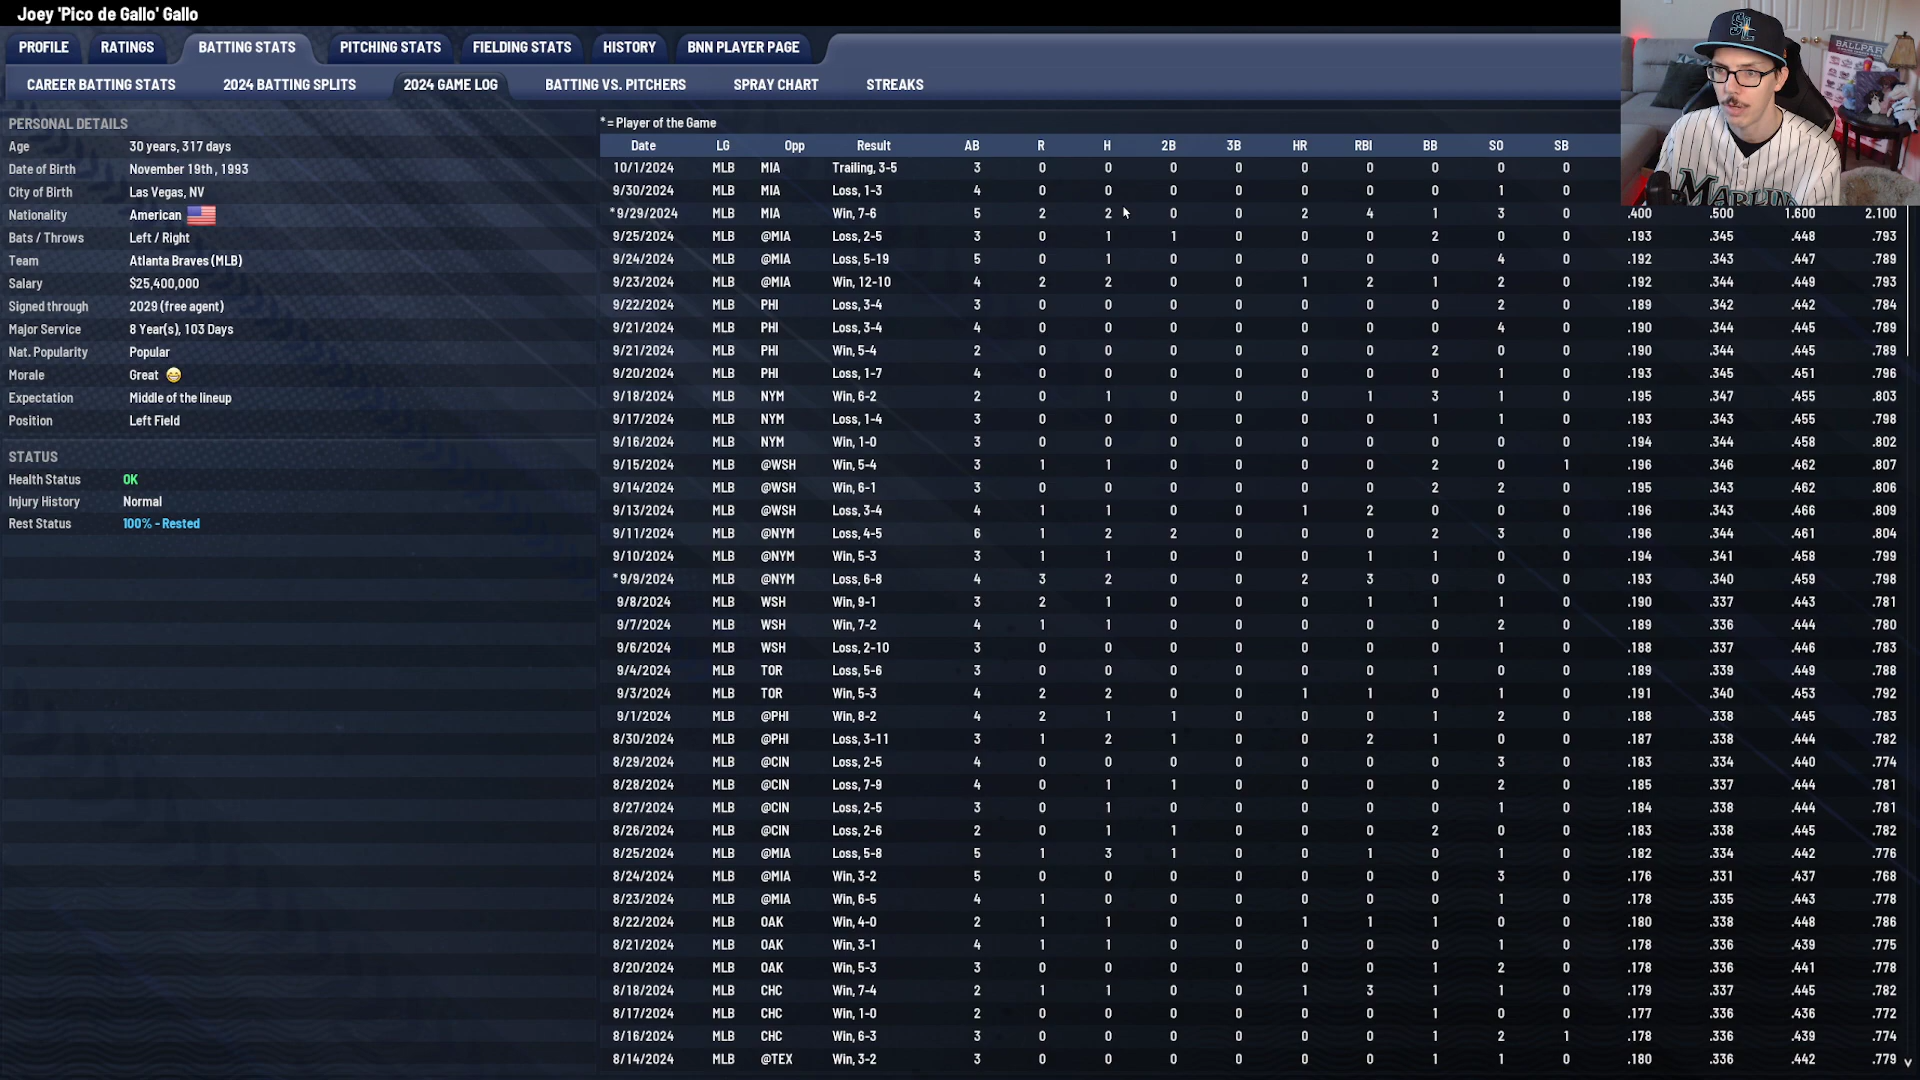 Joey 'Pico de Gallo' Gallo
PROFILE RATINGS BATTING STATS PITCHING STATS FIELDING STATS HISTORY BNN PLAYER PAGE
CAREER BATTING STATS 2024 BATTING SPLITS 2024 GAME LOG BATTING VS. PITCHERS SPRAY CHART STREAKS
PERSONAL DETAILS
Age 30 years, 317 days
Date of Birth November 19th, 1993
City of Birth Las Vegas, NV
Nationality American
Bats / Throws Left / Right
Team Atlanta Braves (MLB)
Salary $25,400,000
Signed through 2029 (free agent)
Major Service 8 Year(s), 103 Days
Nat. Popularity Popular
Morale Great
Expectation Middle of the lineup
Position Left Field
STATUS
Health Status OK
Injury History Normal
Rest Status 100% - Rested
* = Player of the Game
Date LG Opp Result AB R H 2B 3B HR RBI BB SO SB
10/1/2024 MLB MIA Trailing, 3-5 3 0 0 0 0 0 0 0 0 0
9/30/2024 MLB MIA Loss, 1-3 4 0 0 0 0 0 0 0 1 0
*9/29/2024 MLB MIA Win, 7-6 5 2 2 0 0 2 4 1 3 0 .400 .500 1.600 2.100
9/25/2024 MLB @MIA Loss, 2-5 3 0 1 1 0 0 0 2 0 0 .193 .345 .448 .793
9/24/2024 MLB @MIA Loss, 5-19 5 0 1 0 0 0 0 0 4 0 .192 .343 .447 .789
9/23/2024 MLB @MIA Win, 12-10 4 2 2 0 0 1 2 1 2 0 .192 .344 .449 .793
9/22/2024 MLB PHI Loss, 3-4 3 0 0 0 0 0 0 0 2 0 .189 .342 .442 .784
9/21/2024 MLB PHI Loss, 3-4 4 0 0 0 0 0 0 0 4 0 .190 .344 .445 .789
9/21/2024 MLB PHI Win, 5-4 2 0 0 0 0 0 0 2 0 0 .190 .344 .445 .789
9/20/2024 MLB PHI Loss, 1-7 4 0 0 0 0 0 0 0 1 0 .193 .345 .451 .796
9/18/2024 MLB NYM Win, 6-2 2 0 1 0 0 0 1 3 1 0 .195 .347 .455 .803
9/17/2024 MLB NYM Loss, 1-4 3 0 0 0 0 0 0 1 1 0 .193 .343 .455 .798
9/16/2024 MLB NYM Win, 1-0 3 0 0 0 0 0 0 0 0 0 .194 .344 .458 .802
9/15/2024 MLB @WSH Win, 5-4 3 1 1 0 0 0 0 2 0 1 .196 .346 .462 .807
9/14/2024 MLB @WSH Win, 6-1 3 0 0 0 0 0 0 2 2 0 .195 .343 .462 .806
9/13/2024 MLB @WSH Loss, 3-4 4 1 1 0 0 1 2 0 0 0 .196 .343 .466 .809
9/11/2024 MLB @NYM Loss, 4-5 6 1 2 2 0 0 0 2 3 0 .196 .344 .461 .804
9/10/2024 MLB @NYM Win, 5-3 3 1 1 0 0 0 1 1 0 0 .194 .341 .458 .799
*9/9/2024 MLB @NYM Loss, 6-8 4 3 2 0 0 2 3 0 0 0 .193 .340 .459 .798
9/8/2024 MLB WSH Win, 9-1 3 2 1 0 0 0 1 1 1 0 .190 .337 .443 .781
9/7/2024 MLB WSH Win, 7-2 4 1 1 0 0 0 0 0 2 0 .189 .336 .444 .780
9/6/2024 MLB WSH Loss, 2-10 3 0 0 0 0 0 0 0 1 0 .188 .337 .446 .783
9/4/2024 MLB TOR Loss, 5-6 3 0 0 0 0 0 0 1 0 0 .189 .339 .449 .788
9/3/2024 MLB TOR Win, 5-3 4 2 2 0 0 1 1 0 1 0 .191 .340 .453 .792
9/1/2024 MLB @PHI Win, 8-2 4 2 1 1 0 0 0 1 2 0 .188 .338 .445 .783
8/30/2024 MLB @PHI Loss, 3-11 3 1 2 1 0 0 2 1 0 0 .187 .338 .444 .782
8/29/2024 MLB @CIN Loss, 2-5 4 0 0 0 0 0 0 0 3 0 .183 .334 .440 .774
8/28/2024 MLB @CIN Loss, 7-9 4 0 1 1 0 0 0 0 2 0 .185 .337 .444 .781
8/27/2024 MLB @CIN Loss, 2-5 3 0 1 0 0 0 0 0 1 0 .184 .338 .444 .781
8/26/2024 MLB @CIN Loss, 2-6 2 0 1 1 0 0 0 2 0 0 .183 .338 .445 .782
8/25/2024 MLB @MIA Loss, 5-8 5 1 3 1 0 0 1 0 1 0 .182 .334 .442 .776
8/24/2024 MLB @MIA Win, 3-2 5 0 0 0 0 0 0 0 3 0 .176 .331 .437 .768
8/23/2024 MLB @MIA Win, 6-5 4 1 0 0 0 0 0 0 1 0 .178 .335 .443 .778
8/22/2024 MLB OAK Win, 4-0 2 1 1 0 0 1 1 1 0 0 .180 .338 .448 .786
8/21/2024 MLB OAK Win, 3-1 4 1 1 0 0 0 0 0 1 0 .178 .336 .439 .775
8/20/2024 MLB OAK Win, 5-3 3 0 0 0 0 0 0 1 2 0 .178 .336 .441 .778
8/18/2024 MLB CHC Win, 7-4 2 1 1 0 0 1 3 1 1 0 .179 .337 .445 .782
8/17/2024 MLB CHC Win, 1-0 2 0 0 0 0 0 0 1 0 0 .177 .336 .436 .772
8/16/2024 MLB CHC Win, 6-3 3 0 0 0 0 0 0 1 2 1 .178 .336 .439 .774
8/14/2024 MLB @TEX Win, 3-2 3 0 0 0 0 0 0 1 1 0 .180 .336 .442 .779